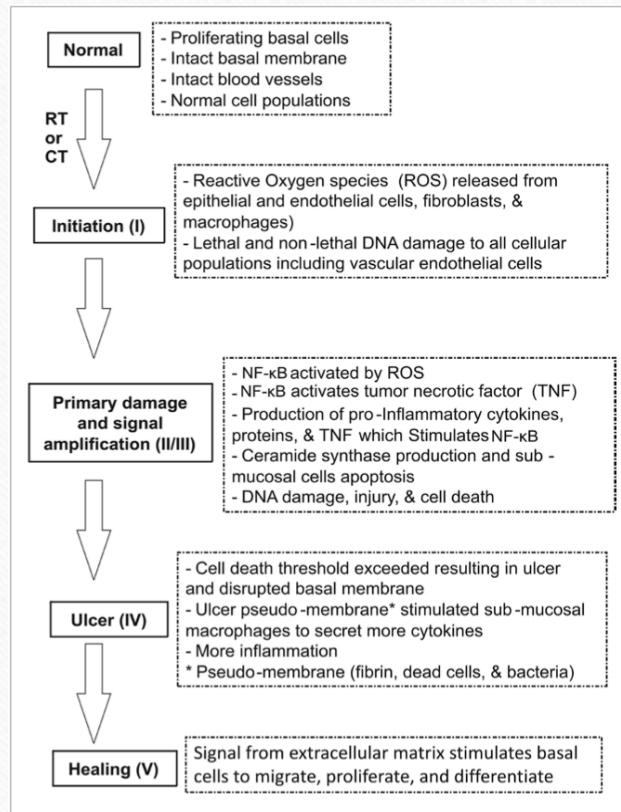 Normal
- Proliferating basal cells
- Intact basal membrane
- Intact blood vessels
- Normal cell populations
RT
or
CT
Initiation (I)
- Reactive Oxygen species (ROS) released from
epithelial and endothelial cells, fibroblasts, &
macrophages)
- Lethal and non-lethal DNA damage to all cellular
populations including vascular endothelial cells
Primary damage
and signal
amplification (II/III)
- NF-κB activated by ROS
- NF-κB activates tumor necrotic factor (TNF)
- Production of pro-Inflammatory cytokines,
proteins, & TNF which Stimulates NF-κB
- Ceramide synthase production and sub-
mucosal cells apoptosis
- DNA damage, injury, & cell death
Ulcer (IV)
- Cell death threshold exceeded resulting in ulcer
and disrupted basal membrane
- Ulcer pseudo-membrane* stimulated sub-mucosal
macrophages to secret more cytokines
- More inflammation
* Pseudo-membrane (fibrin, dead cells, & bacteria)
Healing (V)
Signal from extracellular matrix stimulates basal
cells to migrate, proliferate, and differentiate